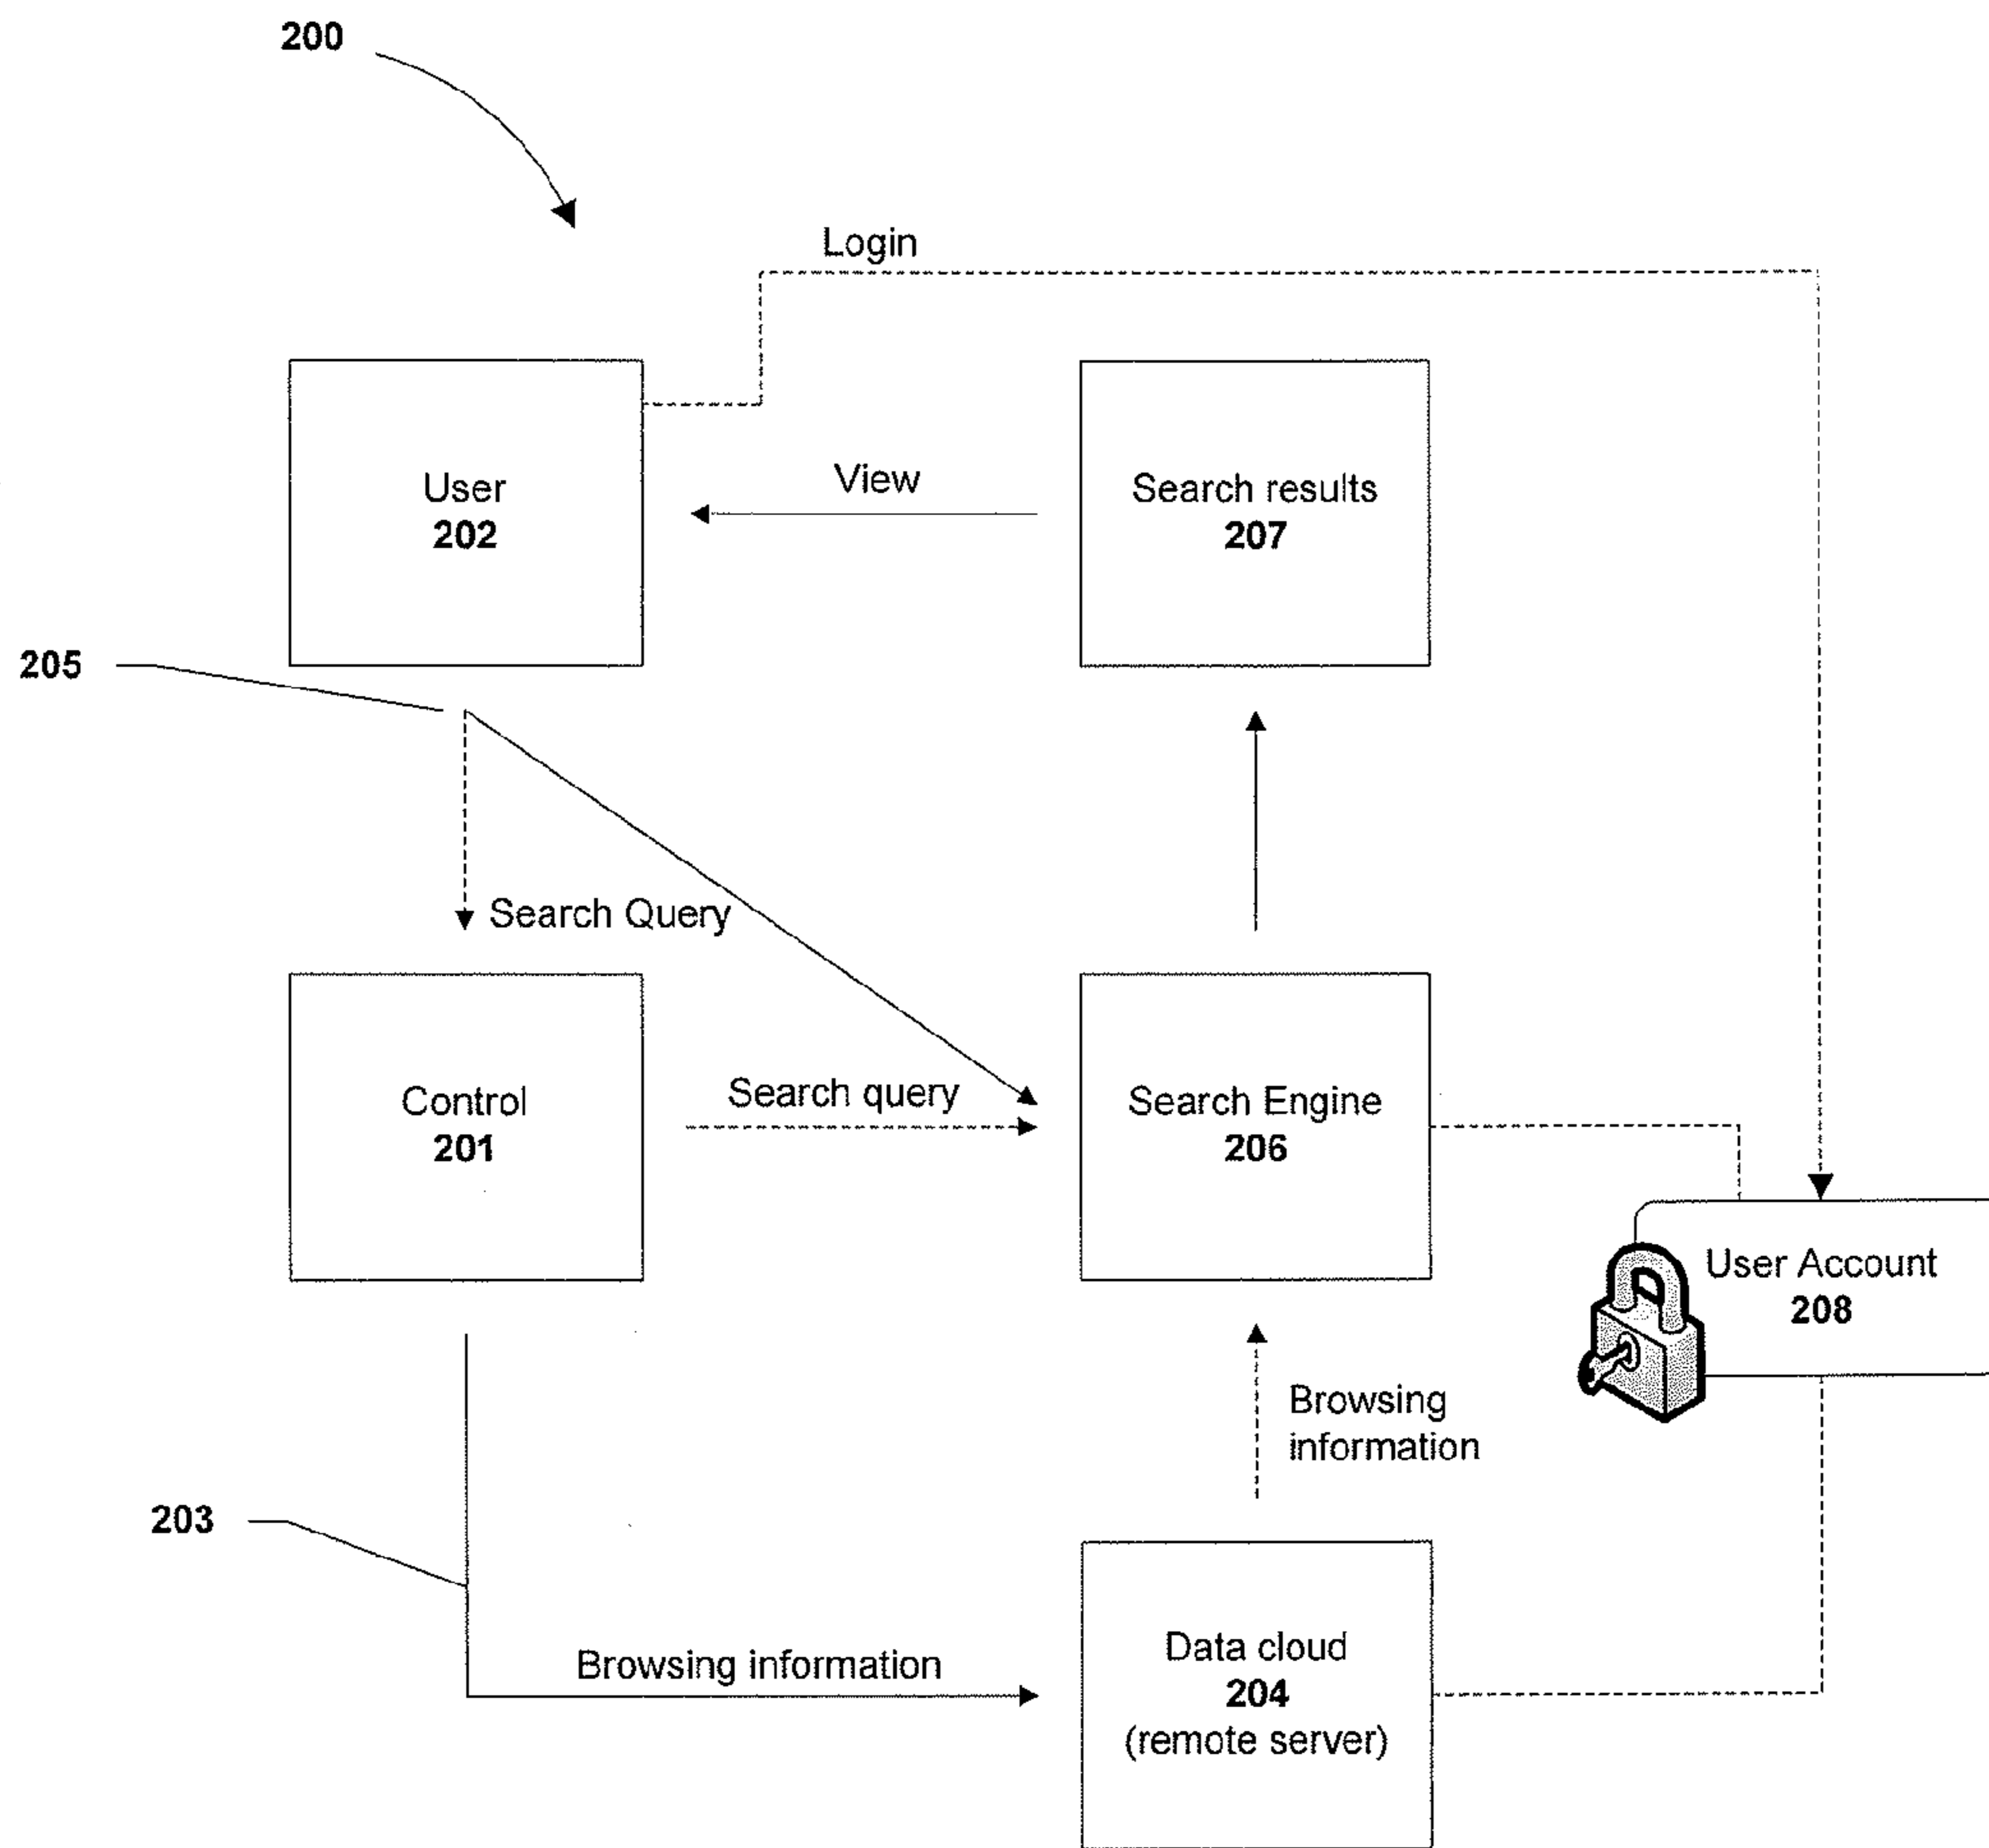 200
Login
User
202
View
Search results
207
205
Search Query
Control
201
Search query
Search Engine
206
User Account
208
Browsing
information
203
Browsing information
Data cloud
204
(remote server)